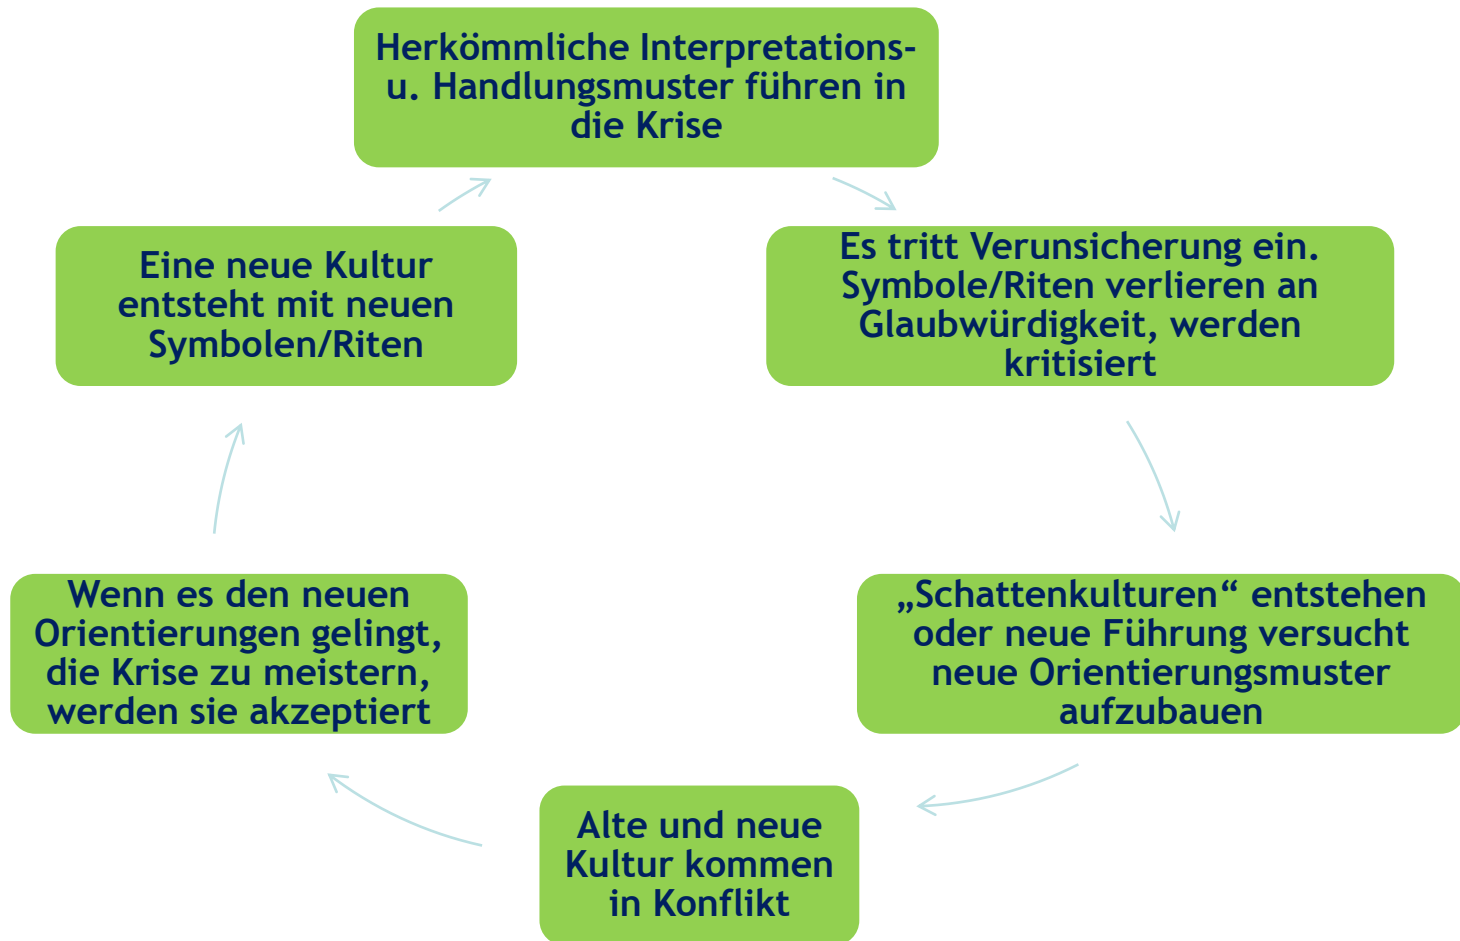 Herkömmliche Interpretations-
u. Handlungsmuster führen in
die Krise
Es tritt Verunsicherung ein.
Symbole/Riten verlieren an
Glaubwürdigkeit, werden
kritisiert
„Schattenkulturen“ entstehen
oder neue Führung versucht
neue Orientierungsmuster
aufzubauen
Alte und neue
Kultur kommen
in Konflikt
Wenn es den neuen
Orientierungen gelingt,
die Krise zu meistern,
werden sie akzeptiert
Eine neue Kultur
entsteht mit neuen
Symbolen/Riten